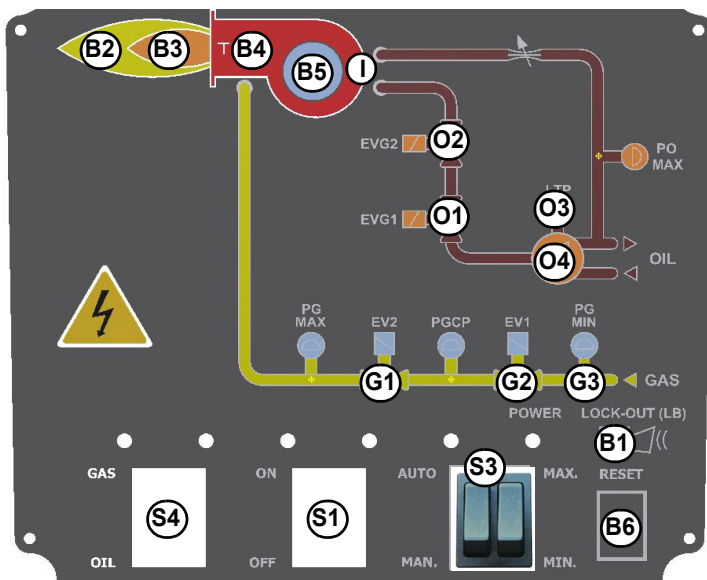 B2 B3 T B4 B5 I
EVG2 O2
PO
MAX
EVG1 O1
LTP
O3
O4
OIL
PG
MAX
EV2
PGCP
EV1
PG
MIN
G1 G2 G3 GAS
POWER LOCK-OUT (LB)
B1
GAS ON AUTO S3 MAX. RESET
S4 S1 B6
OIL OFF MAN. MIN.